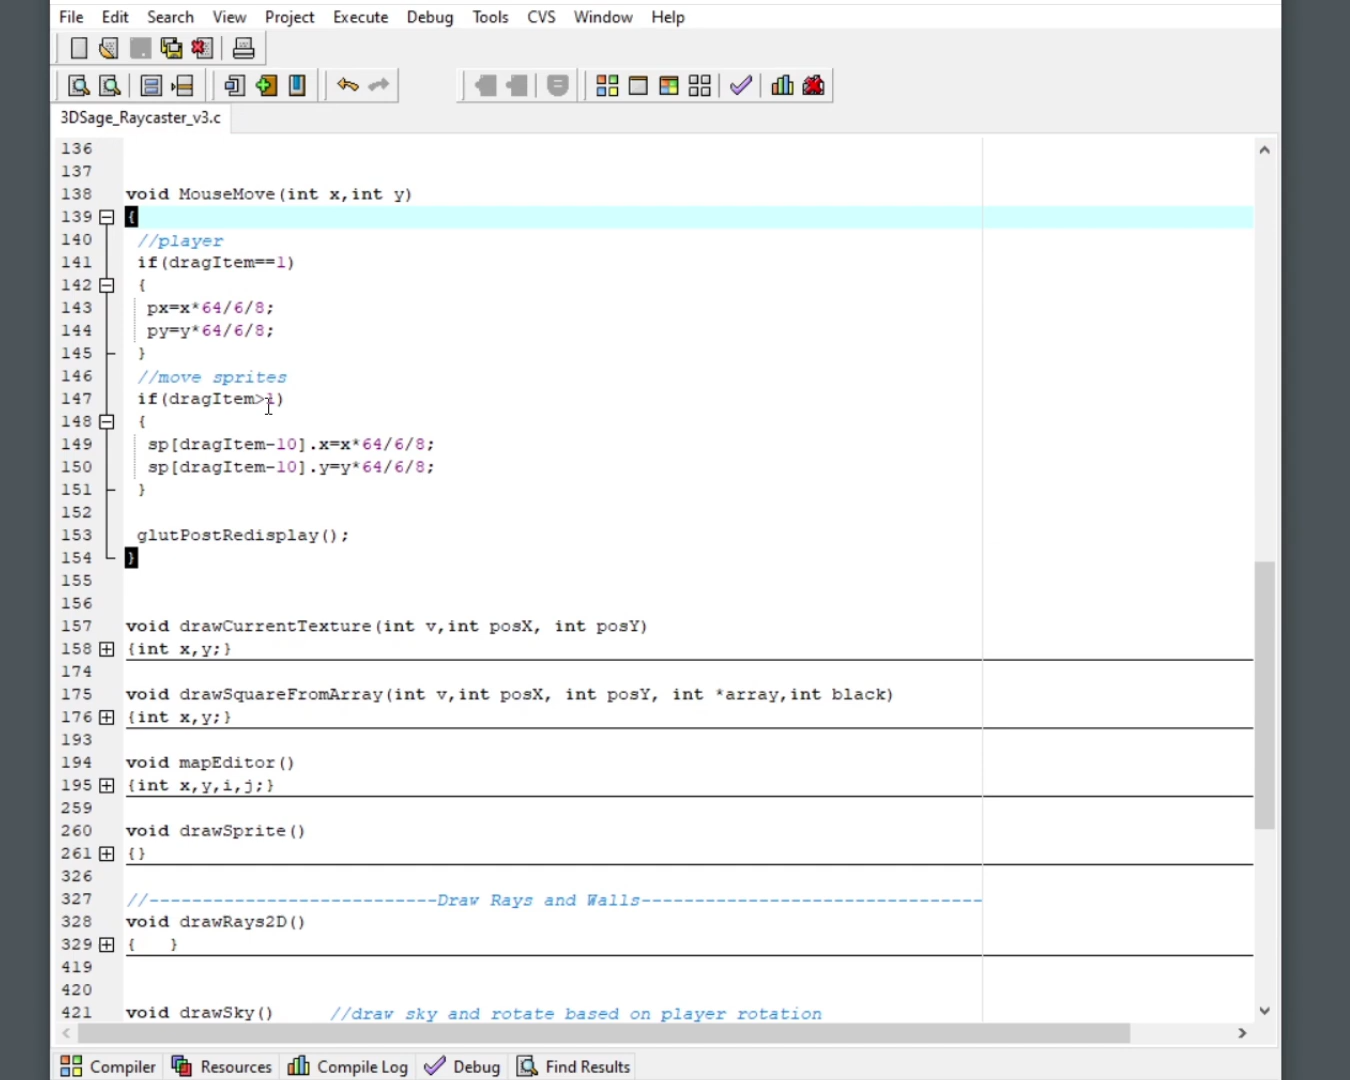 File Edit Search View Project Execute Debug Tools CVS Window Help
3DSage_Raycaster_v3.c
136
137
138 void MouseMove(int x,int y)
139 {
140 //player
141 if(dragItem==1)
142 {
143 px=x*64/6/8;
144 py=y*64/6/8;
145 }
146 //move sprites
147 if(dragItem>1)
148 {
149 sp[dragItem-10].x=x*64/6/8;
150 sp[dragItem-10].y=y*64/6/8;
151 }
152
153 glutPostRedisplay();
154 }
155
156
157 void drawCurrentTexture(int v,int posX, int posY)
158 {int x,y;}
174
175 void drawSquareFromArray(int v,int posX, int posY, int *array,int black)
176 {int x,y;}
193
194 void mapEditor()
195 {int x,y,i,j;}
259
260 void drawSprite()
261 {}
326
327 //---------------------------Draw Rays and Walls--------------------------------
328 void drawRays2D()
329 { }
419
420
421 void drawSky() //draw sky and rotate based on player rotation
Compiler Resources Compile Log Debug Find Results